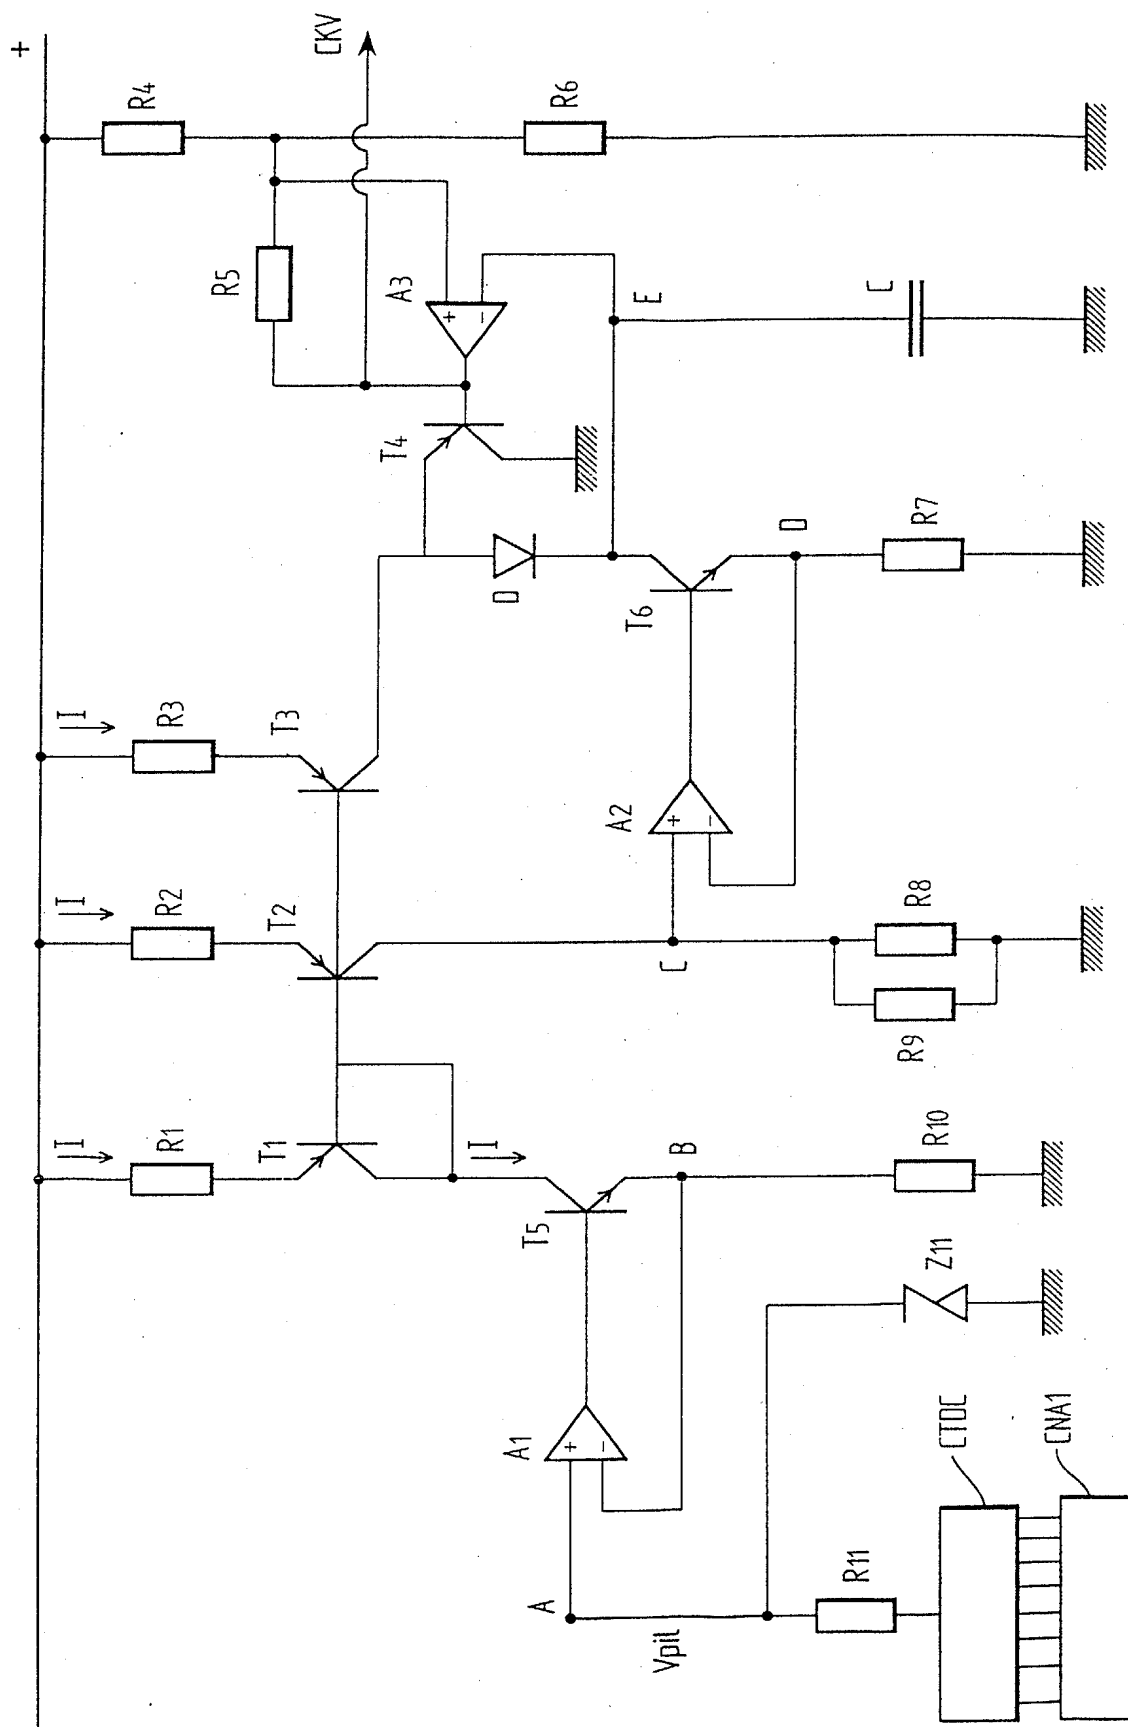 +
CKV
R4
R6
R5
A3
+
−
E
C
T4
D
T6
D
R7
I
R3
T3
I
R2
T2
A2
+
−
C
R8
R9
I
R1
T1
I
T5
B
R10
Z11
A1
+
−
A
Vpil
R11
CTDC
CNA1